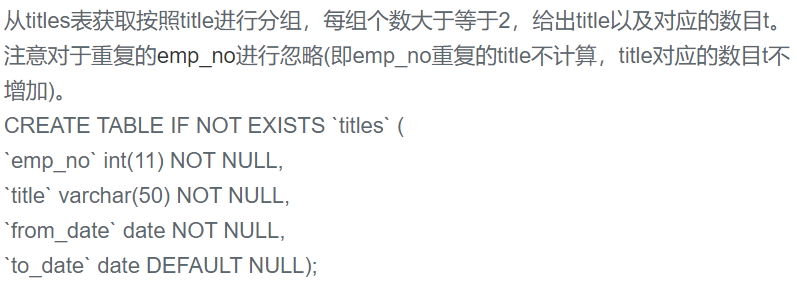 从titles表获取按照title进行分组，每组个数大于等于2，给出title以及对应的数目t。
注意对于重复的emp_no进行忽略(即emp_no重复的title不计算，title对应的数目t不
增加)。
CREATE TABLE IF NOT EXISTS `titles` (
`emp_no` int(11) NOT NULL,
`title` varchar(50) NOT NULL,
`from_date` date NOT NULL,
`to_date` date DEFAULT NULL);